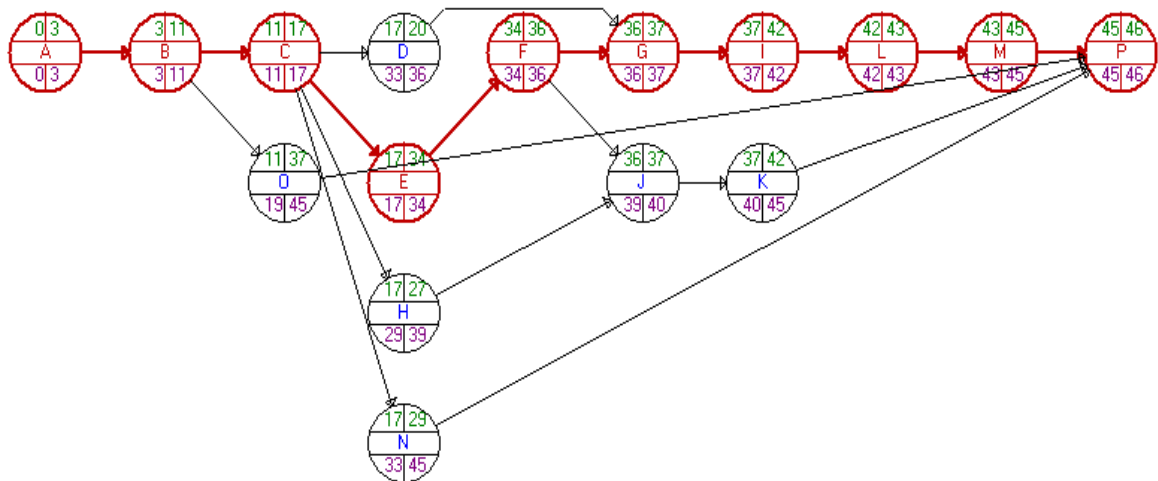 0 3
A
0 3
3 11
B
3 11
11 17
C
11 17
17 20
D
33 36
34 36
F
34 36
36 37
G
36 37
37 42
I
37 42
42 43
L
42 43
43 45
M
43 45
45 46
P
45 46
11 37
O
19 45
17 34
E
17 34
36 37
J
39 40
37 42
K
40 45
17 27
H
29 39
17 29
N
33 45